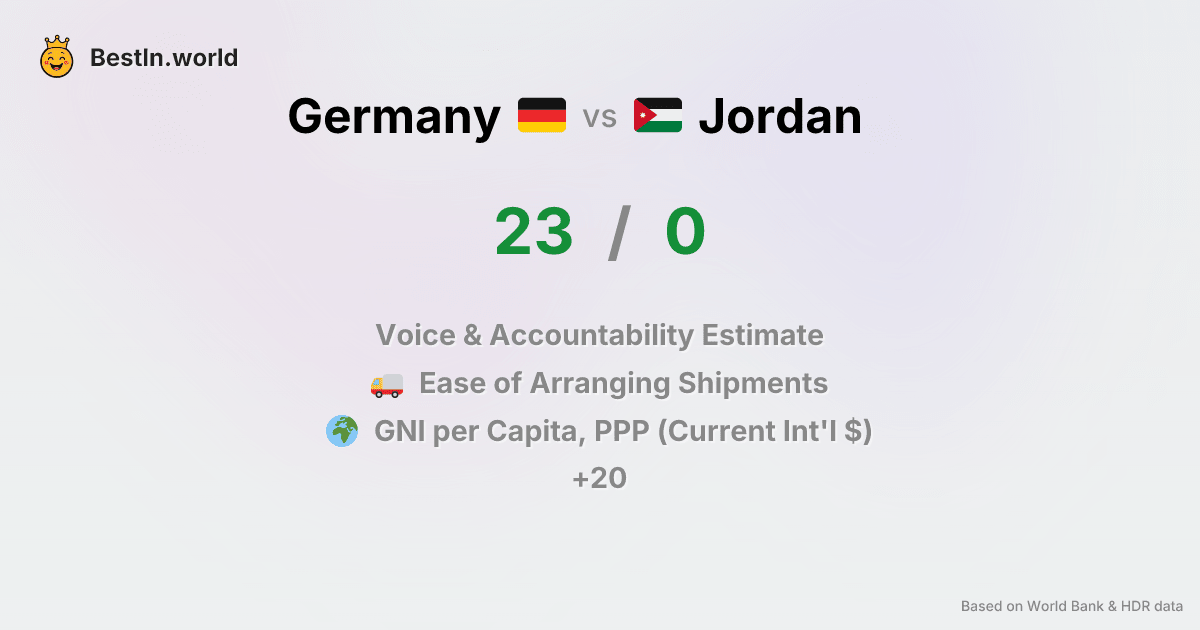 BestIn.world
Germany vs Jordan
23 / 0
Voice & Accountability Estimate
Ease of Arranging Shipments
GNI per Capita, PPP (Current Int'l $)
+20
Based on World Bank & HDR data